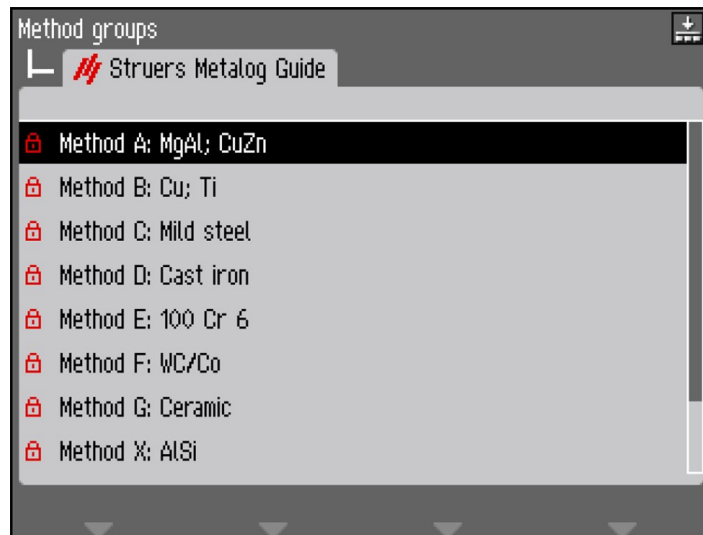 Method groups
Struers Metalog Guide
Method A: MgAl; CuZn
Method B: Cu; Ti
Method C: Mild steel
Method D: Cast iron
Method E: 100 Cr 6
Method F: WC/Co
Method G: Ceramic
Method X: AlSi